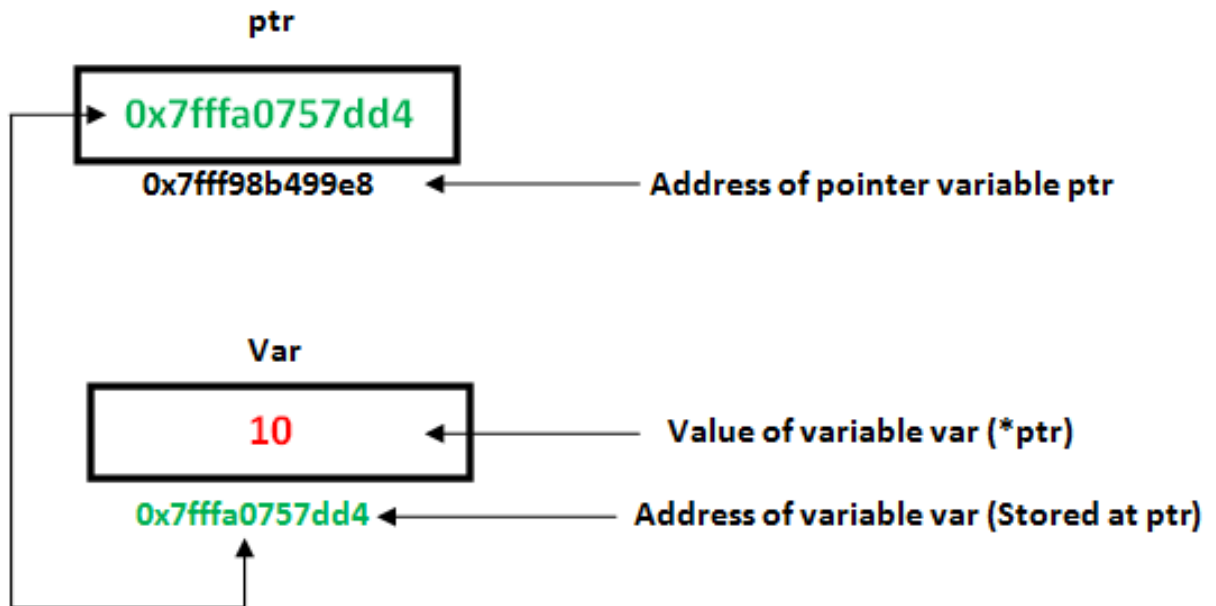 ptr
0x7fffa0757dd4
0x7fff98b499e8 Address of pointer variable ptr
Var
10 Value of variable var (*ptr)
0x7fffa0757dd4 Address of variable var (Stored at ptr)